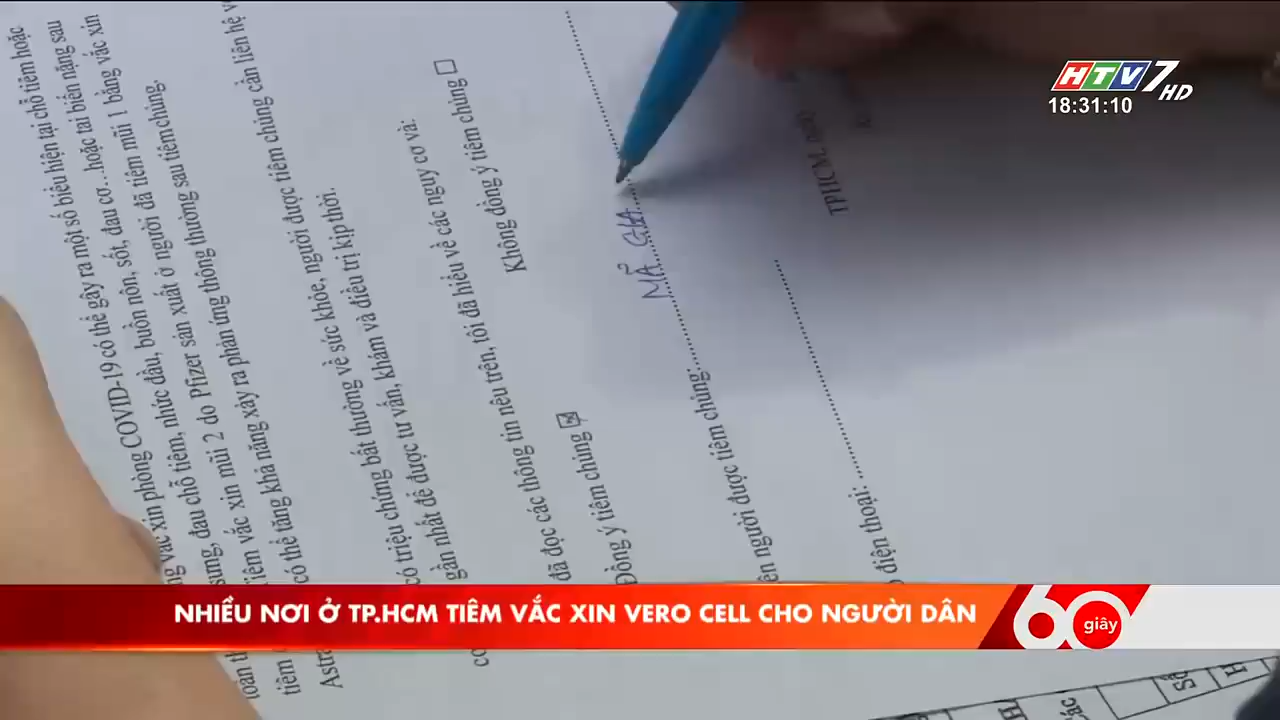 HTV7 HD
18:31:10
vắc xin phòng COVID-19 có thể gây ra một số biểu hiện tại chỗ tiêm hoặc
sưng, đau chỗ tiêm, nhức đầu, buồn nôn, sốt, đau cơ...hoặc tai biến nặng sau
tiêm vắc xin mũi 2 do Pfizer sản xuất ở người đã tiêm mũi 1 bằng vắc xin
có thể tăng khả năng xảy ra phản ứng thông thường sau tiêm chủng.
có triệu chứng bất thường về sức khỏe, người được tiêm chủng cần liên hệ
gần nhất để được tư vấn, khám và điều trị kịp thời.
đã đọc các thông tin nêu trên, tôi đã hiểu về các nguy cơ và:
Đồng ý tiêm chủng ☒ Không đồng ý tiêm chủng ☐
người được tiêm chủng: MÃ GIA
điện thoại:
TPHCM,
NHIỀU NƠI Ở TP.HCM TIÊM VẮC XIN VERO CELL CHO NGƯỜI DÂN
60 giây